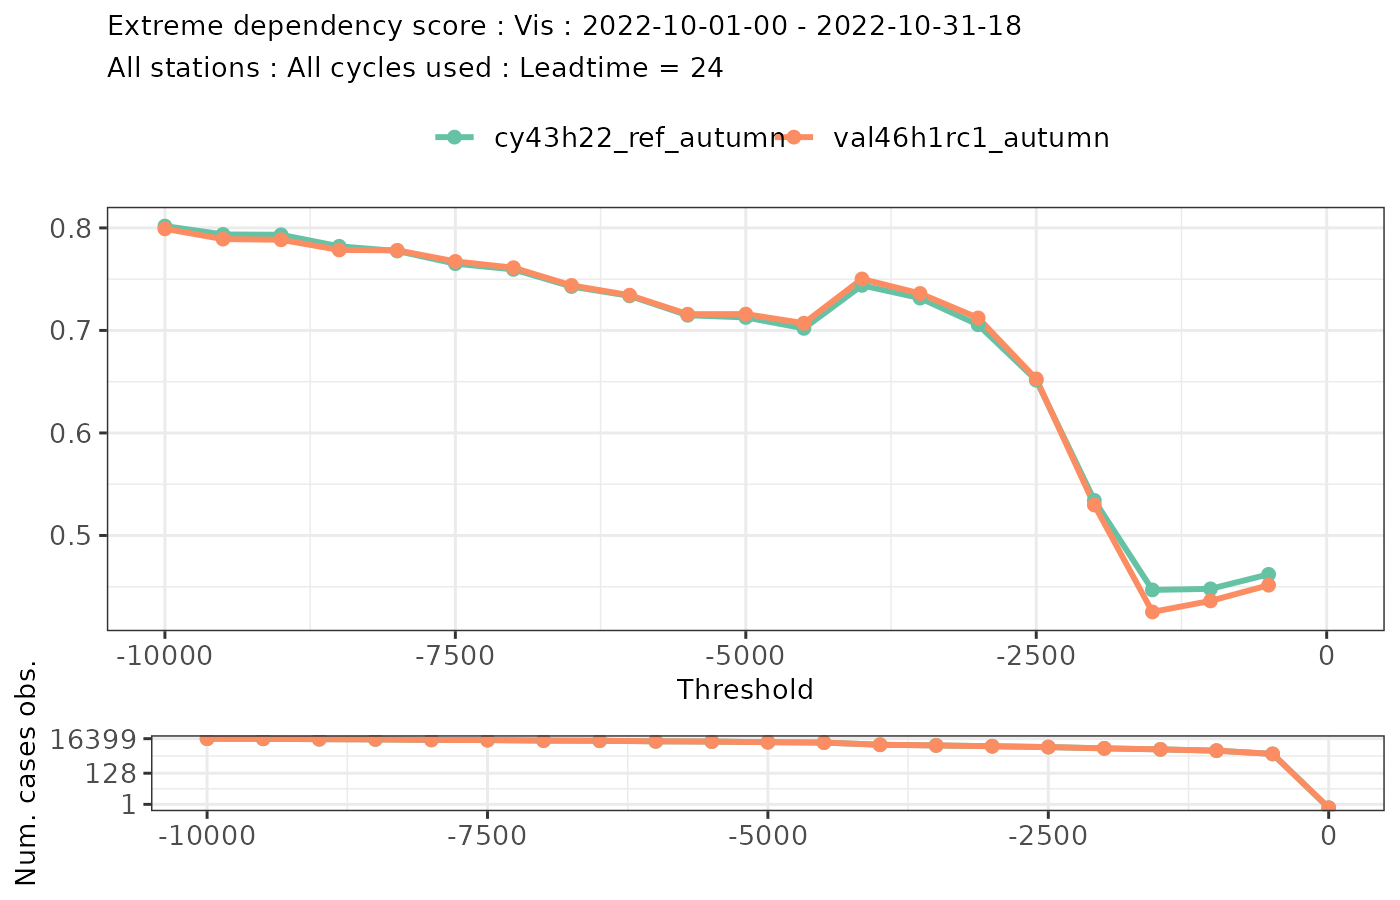 Extreme dependency score : Vis : 2022-10-01-00 - 2022-10-31-18
All stations : All cycles used : Leadtime = 24
cy43h22_ref_autumn val46h1rc1_autumn
0.8
0.7
0.6
0.5
-10000 -7500 -5000 -2500 0
Threshold
Num. cases obs.
16399
128
1
-10000 -7500 -5000 -2500 0